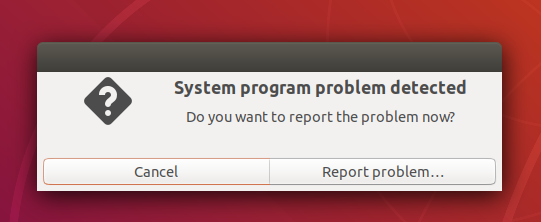 System program problem detected
Do you want to report the problem now?
Cancel
Report problem…